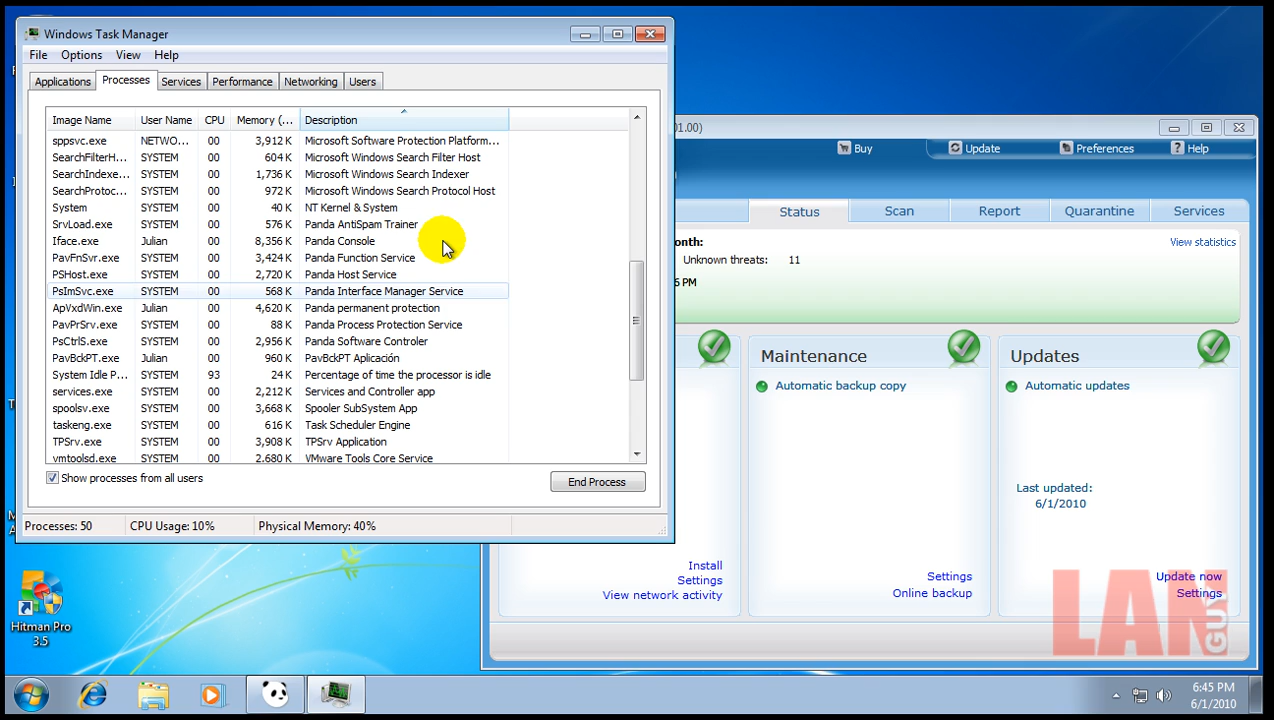 Windows Task Manager
File Options View Help
Applications Processes Services Performance Networking Users
Image Name User Name CPU Memory (... Description
sppsvc.exe NETWO... 00 3,912 K Microsoft Software Protection Platform...
SearchFilterH... SYSTEM 00 604 K Microsoft Windows Search Filter Host
SearchIndexe... SYSTEM 00 1,736 K Microsoft Windows Search Indexer
SearchProtoc... SYSTEM 00 972 K Microsoft Windows Search Protocol Host
System SYSTEM 00 40 K NT Kernel & System
SrvLoad.exe SYSTEM 00 576 K Panda AntiSpam Trainer
Iface.exe Julian 00 8,356 K Panda Console
PavFnSvr.exe SYSTEM 00 3,424 K Panda Function Service
PSHost.exe SYSTEM 00 2,720 K Panda Host Service
PsImSvc.exe SYSTEM 00 568 K Panda Interface Manager Service
ApVxdWin.exe Julian 00 4,620 K Panda permanent protection
PavPrSrv.exe SYSTEM 00 88 K Panda Process Protection Service
PsCtrlS.exe SYSTEM 00 2,956 K Panda Software Controler
PavBckPT.exe Julian 00 960 K PavBckPT Aplicación
System Idle P... SYSTEM 93 24 K Percentage of time the processor is idle
services.exe SYSTEM 00 2,212 K Services and Controller app
spoolsv.exe SYSTEM 00 3,668 K Spooler SubSystem App
taskeng.exe SYSTEM 00 616 K Task Scheduler Engine
TPSrv.exe SYSTEM 00 3,908 K TPSrv Application
vmtoolsd.exe SYSTEM 00 2,680 K VMware Tools Core Service
Show processes from all users
End Process
Processes: 50 CPU Usage: 10% Physical Memory: 40%
01.00)
Buy Update Preferences Help
Status Scan Report Quarantine Services
onth: View statistics
Unknown threats: 11
6 PM
Maintenance Updates
Automatic backup copy Automatic updates
Last updated:
6/1/2010
Install
Settings
View network activity
Settings
Online backup
Update now
Settings
LAN GUY
Hitman Pro
3.5
6:45 PM
6/1/2010